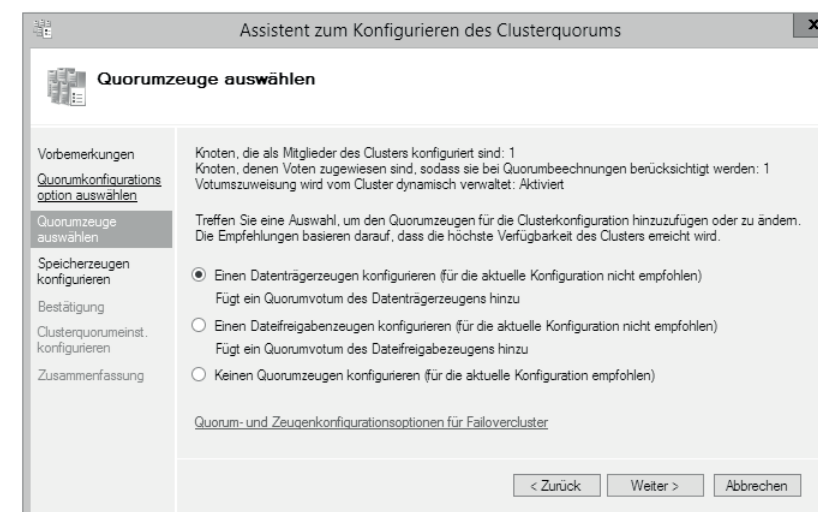 Assistent zum Konfigurieren des Clusterquorums
x
Quorumzeuge auswählen
Vorbemerkungen
Quorumkonfigurations
option auswählen
Quorumzeuge
auswählen
Speicherzeugen
konfigurieren
Bestätigung
Clusterquorumeinst.
konfigurieren
Zusammenfassung
Knoten, die als Mitglieder des Clusters konfiguriert sind: 1
Knoten, denen Voten zugewiesen sind, sodass sie bei Quorumbeechnungen berücksichtigt werden: 1
Votumszuweisung wird vom Cluster dynamisch verwaltet: Aktiviert
Treffen Sie eine Auswahl, um den Quorumzeugen für die Clusterkonfiguration hinzuzufügen oder zu ändern.
Die Empfehlungen basieren darauf, dass die höchste Verfügbarkeit des Clusters erreicht wird.
Einen Datenträgerzeugen konfigurieren (für die aktuelle Konfiguration nicht empfohlen)
Fügt ein Quorumvotum des Datenträgerzeugens hinzu
Einen Dateifreigabenzeugen konfigurieren (für die aktuelle Konfiguration nicht empfohlen)
Fügt ein Quorumvotum des Dateifreigabezeugens hinzu
Keinen Quorumzeugen konfigurieren (für die aktuelle Konfiguration empfohlen)
Quorum- und Zeugenkonfigurationsoptionen für Failovercluster
< Zurück
Weiter >
Abbrechen